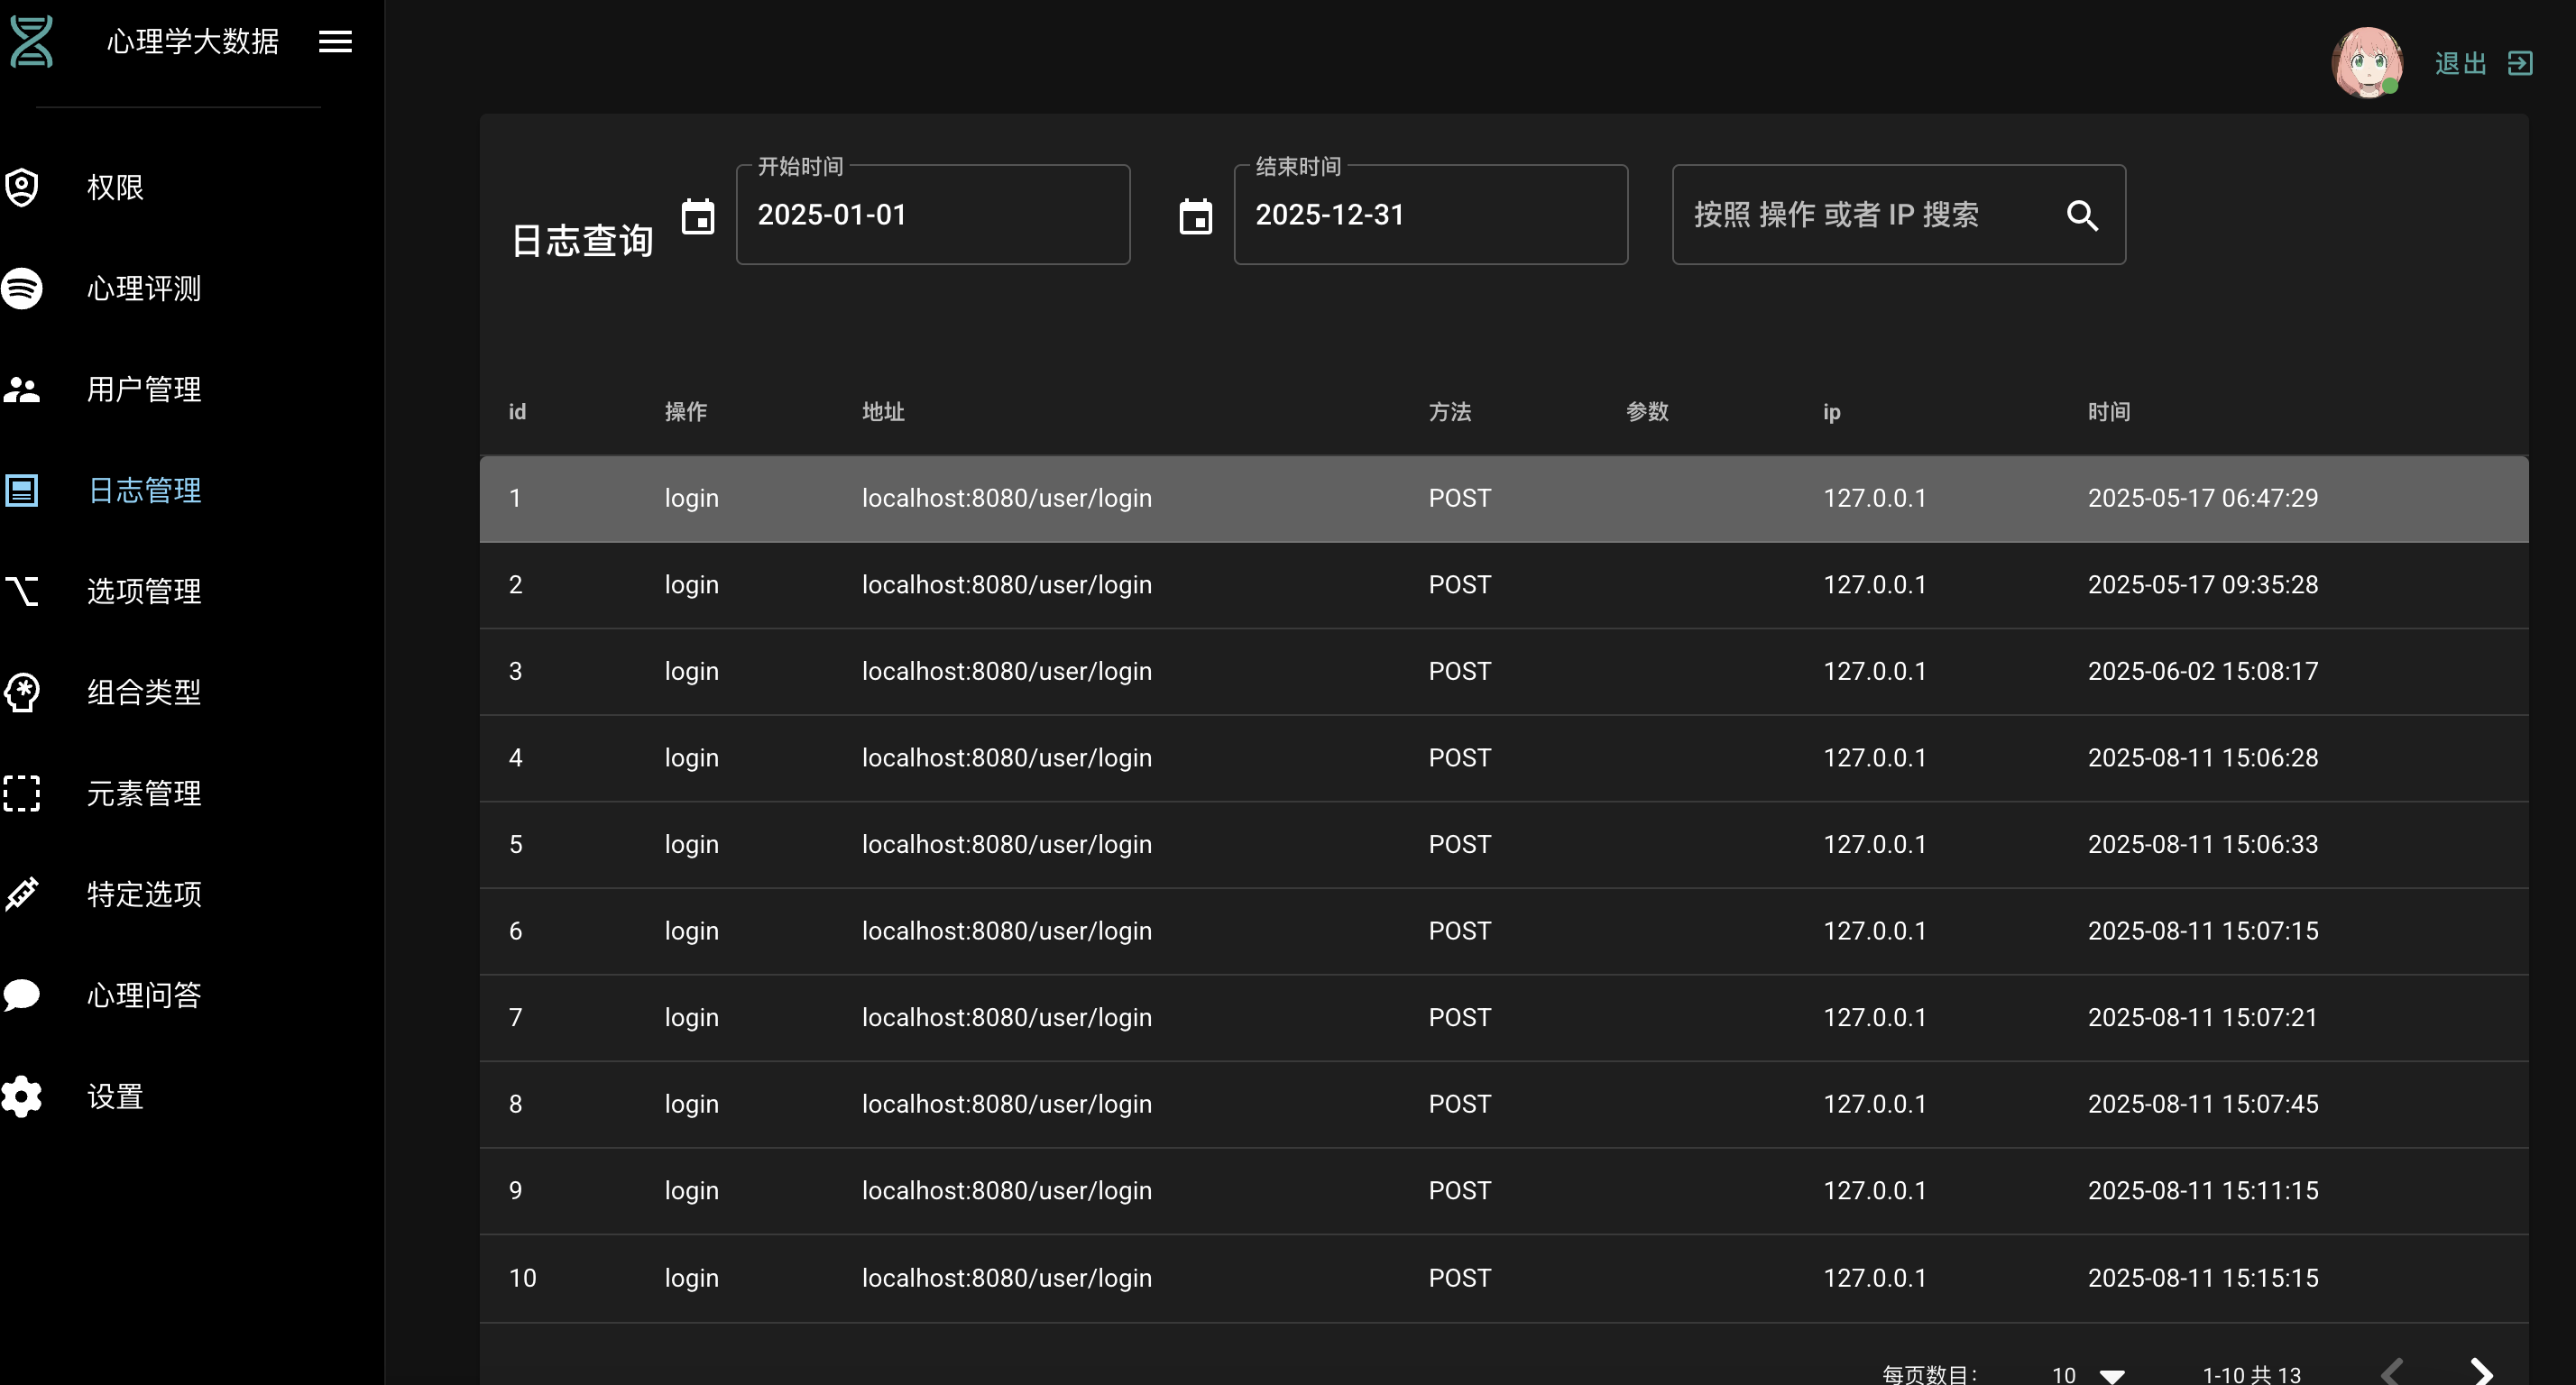 心理学大数据
退出
权限
心理评测
用户管理
日志管理
选项管理
组合类型
元素管理
特定选项
心理问答
设置
日志查询
开始时间
2025-01-01
结束时间
2025-12-31
按照 操作 或者 IP 搜索
id 操作 地址 方法 参数 ip 时间
1 login localhost:8080/user/login POST 127.0.0.1 2025-05-17 06:47:29
2 login localhost:8080/user/login POST 127.0.0.1 2025-05-17 09:35:28
3 login localhost:8080/user/login POST 127.0.0.1 2025-06-02 15:08:17
4 login localhost:8080/user/login POST 127.0.0.1 2025-08-11 15:06:28
5 login localhost:8080/user/login POST 127.0.0.1 2025-08-11 15:06:33
6 login localhost:8080/user/login POST 127.0.0.1 2025-08-11 15:07:15
7 login localhost:8080/user/login POST 127.0.0.1 2025-08-11 15:07:21
8 login localhost:8080/user/login POST 127.0.0.1 2025-08-11 15:07:45
9 login localhost:8080/user/login POST 127.0.0.1 2025-08-11 15:11:15
10 login localhost:8080/user/login POST 127.0.0.1 2025-08-11 15:15:15
每页数目: 10 1-10 共 13